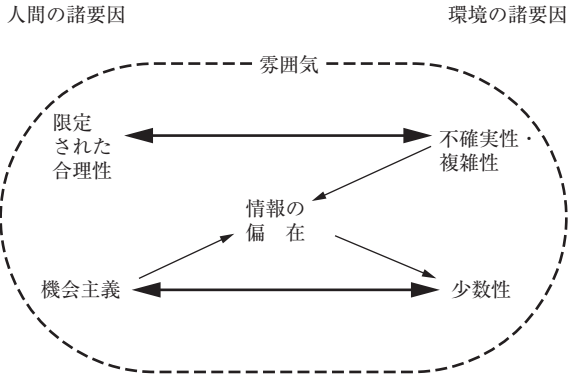 人間の諸要因
環境の諸要因
雰囲気
限定
された
合理性
不確実性・
複雑性
情報の
偏　在
機会主義
少数性